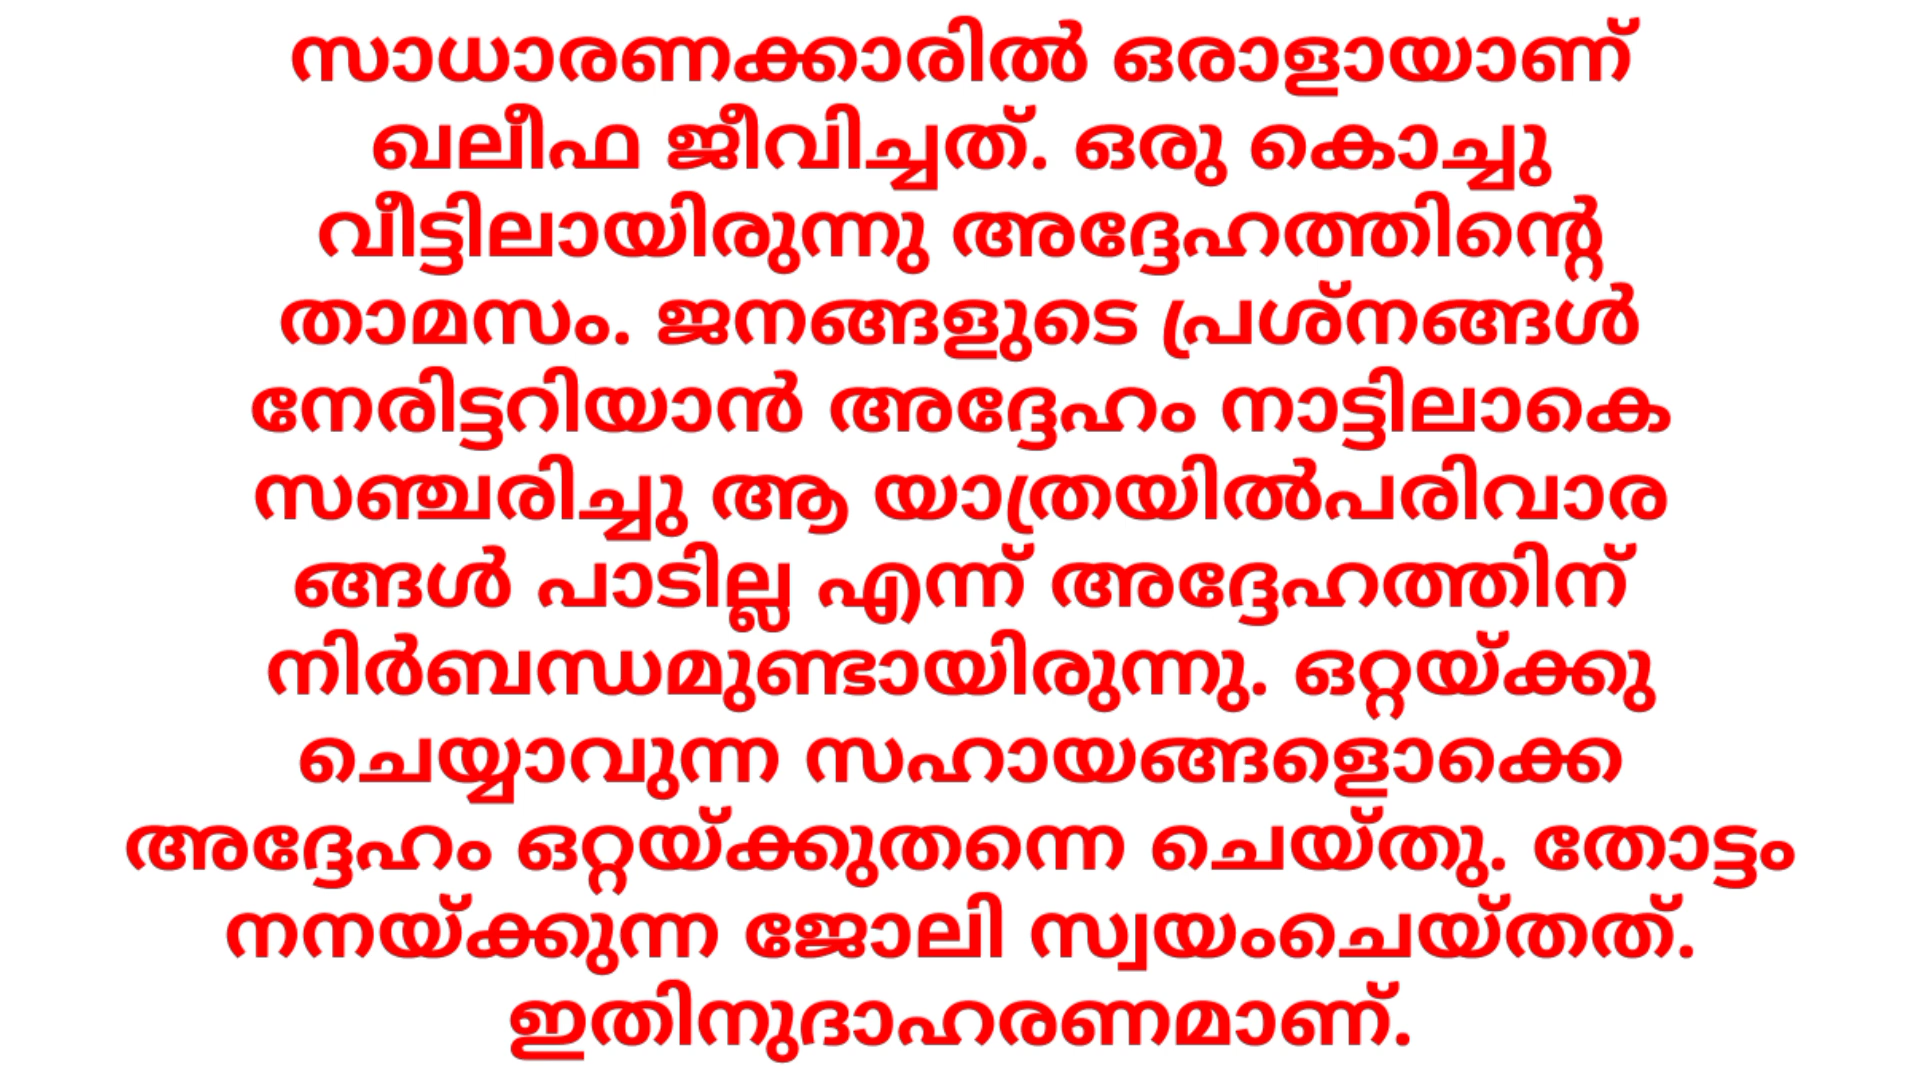 സാധാരണക്കാരിൽ ഒരാളായാണ്
ഖലീഫ ജീവിച്ചത്. ഒരു കൊച്ചു
വീട്ടിലായിരുന്നു അദ്ദേഹത്തിന്റെ
താമസം. ജനങ്ങളുടെ പ്രശ്നങ്ങൾ
നേരിട്ടറിയാൻ അദ്ദേഹം നാട്ടിലാകെ
സഞ്ചരിച്ചു ആ യാത്രയിൽപരിവാര
ങ്ങൾ പാടില്ല എന്ന് അദ്ദേഹത്തിന്
നിർബന്ധമുണ്ടായിരുന്നു. ഒറ്റയ്ക്കു
ചെയ്യാവുന്ന സഹായങ്ങളൊക്കെ
അദ്ദേഹം ഒറ്റയ്ക്കുതന്നെ ചെയ്തു. തോട്ടം
നനയ്ക്കുന്ന ജോലി സ്വയംചെയ്തത്.
ഇതിനുദാഹരണമാണ്.